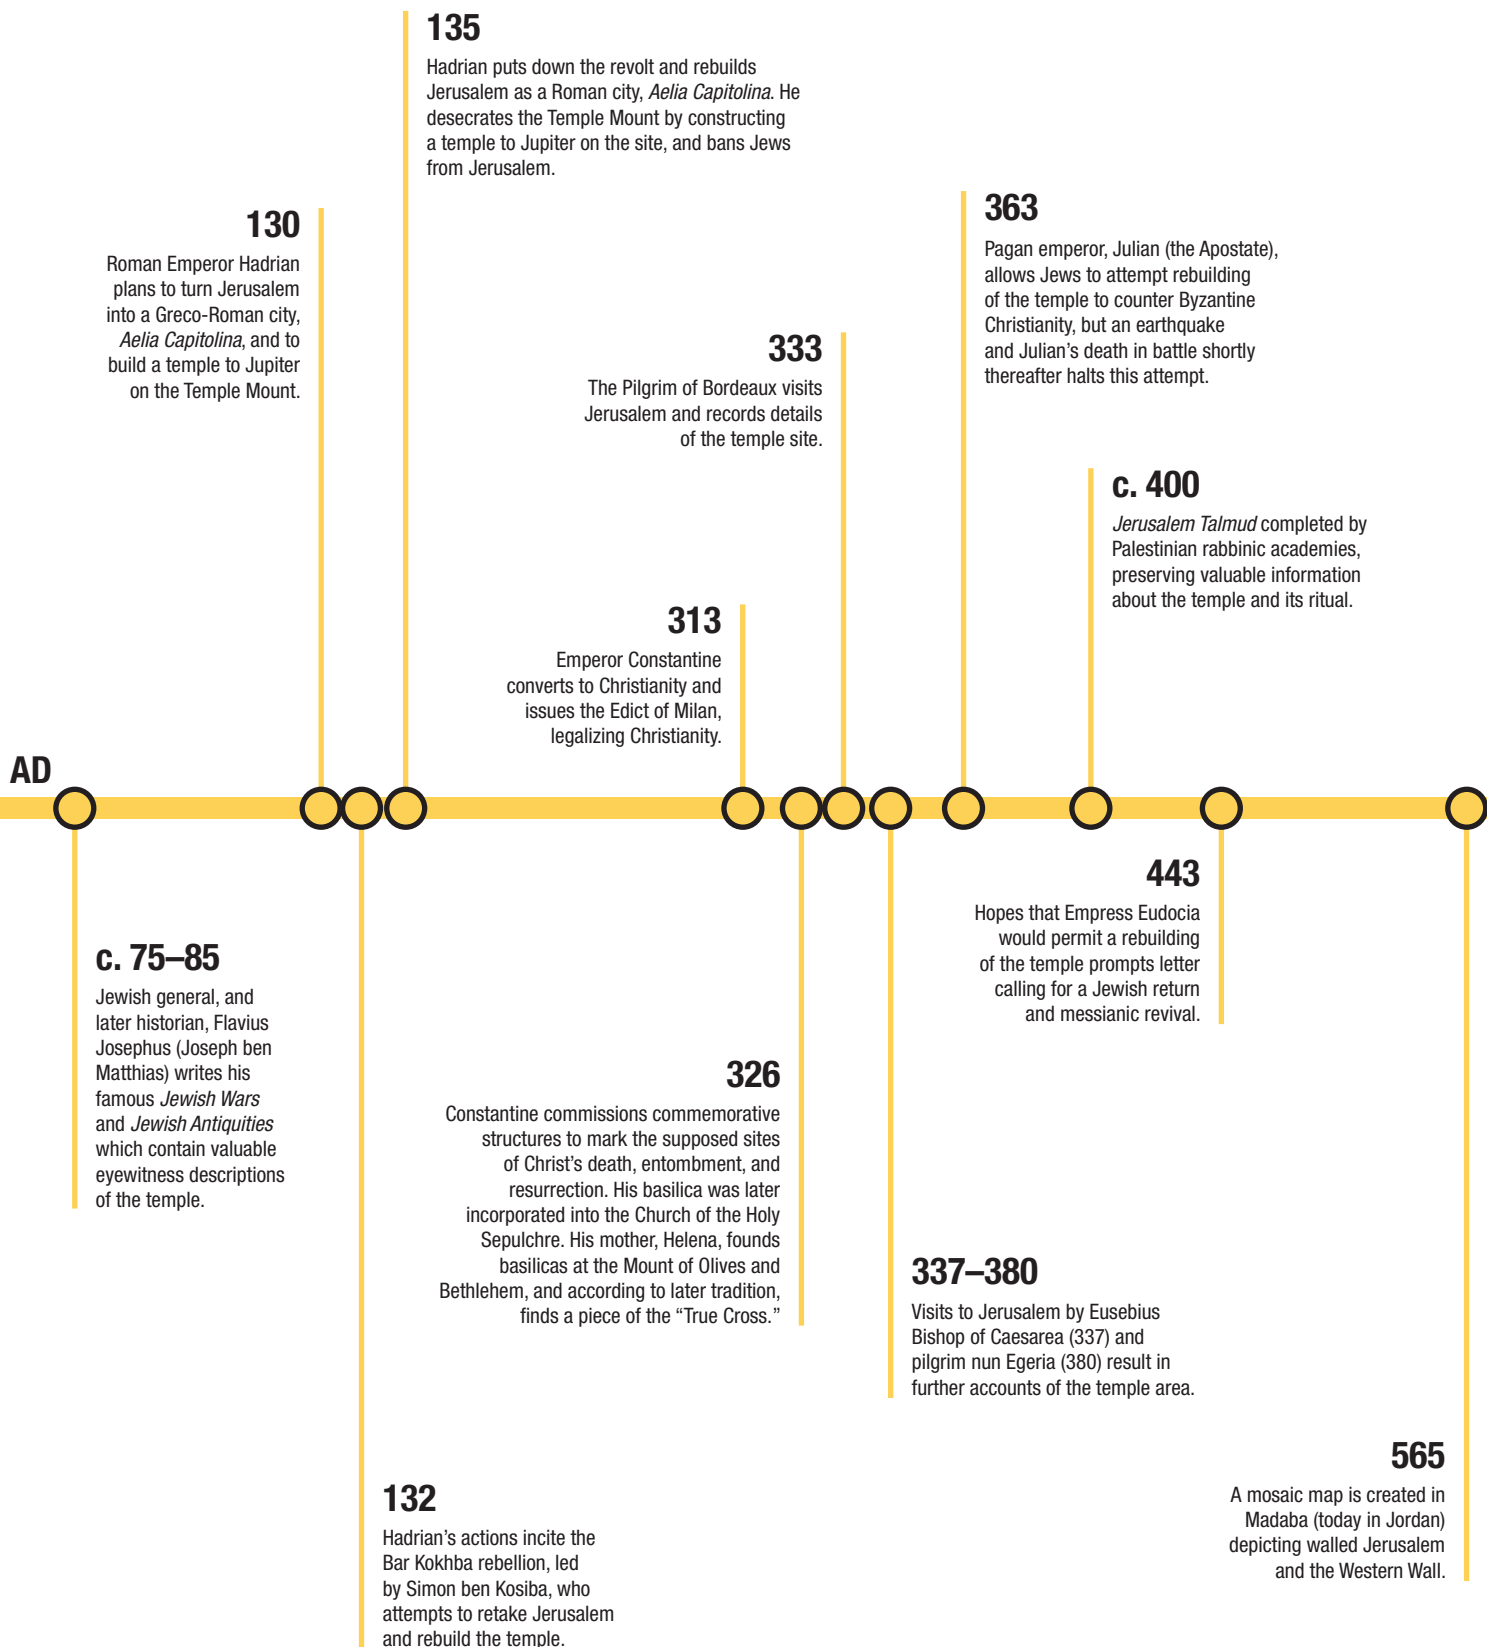 135
Hadrian puts down the revolt and rebuilds
Jerusalem as a Roman city, Aelia Capitolina. He
desecrates the Temple Mount by constructing
a temple to Jupiter on the site, and bans Jews
from Jerusalem.
130
Roman Emperor Hadrian
plans to turn Jerusalem
into a Greco-Roman city,
Aelia Capitolina, and to
build a temple to Jupiter
on the Temple Mount.
363
Pagan emperor, Julian (the Apostate),
allows Jews to attempt rebuilding
of the temple to counter Byzantine
Christianity, but an earthquake
and Julian’s death in battle shortly
thereafter halts this attempt.
333
The Pilgrim of Bordeaux visits
Jerusalem and records details
of the temple site.
c. 400
Jerusalem Talmud completed by
Palestinian rabbinic academies,
preserving valuable information
about the temple and its ritual.
313
Emperor Constantine
converts to Christianity and
issues the Edict of Milan,
legalizing Christianity.
AD
443
Hopes that Empress Eudocia
would permit a rebuilding
of the temple prompts letter
calling for a Jewish return
and messianic revival.
c. 75–85
Jewish general, and
later historian, Flavius
Josephus (Joseph ben
Matthias) writes his
famous Jewish Wars
and Jewish Antiquities
which contain valuable
eyewitness descriptions
of the temple.
326
Constantine commissions commemorative
structures to mark the supposed sites
of Christ’s death, entombment, and
resurrection. His basilica was later
incorporated into the Church of the Holy
Sepulchre. His mother, Helena, founds
basilicas at the Mount of Olives and
Bethlehem, and according to later tradition,
finds a piece of the “True Cross.”
337–380
Visits to Jerusalem by Eusebius
Bishop of Caesarea (337) and
pilgrim nun Egeria (380) result in
further accounts of the temple area.
565
A mosaic map is created in
Madaba (today in Jordan)
depicting walled Jerusalem
and the Western Wall.
132
Hadrian’s actions incite the
Bar Kokhba rebellion, led
by Simon ben Kosiba, who
attempts to retake Jerusalem
and rebuild the temple.